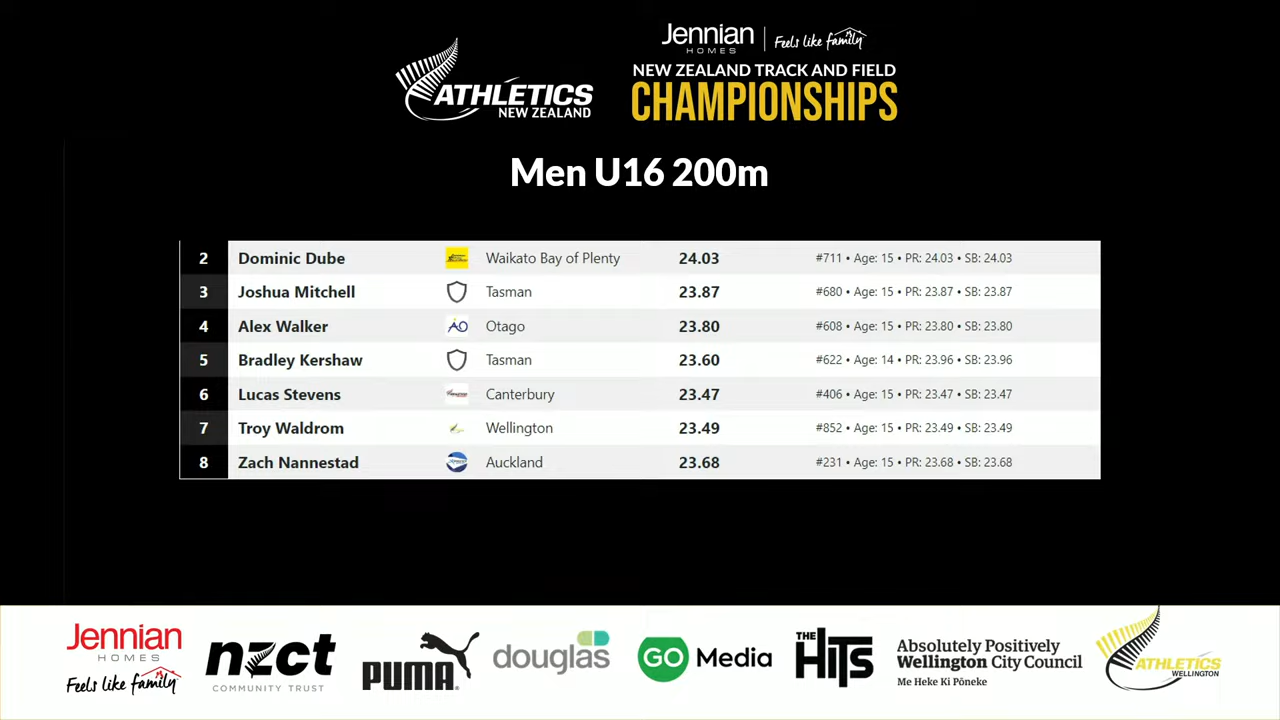 Jennian
HOMES
Feels like family
ATHLETICS
NEW ZEALAND
NEW ZEALAND TRACK AND FIELD
CHAMPIONSHIPS
Men U16 200m
2 Dominic Dube Waikato Bay of Plenty 24.03 #711 • Age: 15 • PR: 24.03 • SB: 24.03
3 Joshua Mitchell Tasman 23.87 #680 • Age: 15 • PR: 23.87 • SB: 23.87
4 Alex Walker Otago 23.80 #608 • Age: 15 • PR: 23.80 • SB: 23.80
5 Bradley Kershaw Tasman 23.60 #622 • Age: 14 • PR: 23.96 • SB: 23.96
6 Lucas Stevens Canterbury 23.47 #406 • Age: 15 • PR: 23.47 • SB: 23.47
7 Troy Waldrom Wellington 23.49 #852 • Age: 15 • PR: 23.49 • SB: 23.49
8 Zach Nannestad Auckland 23.68 #231 • Age: 15 • PR: 23.68 • SB: 23.68
Jennian
HOMES
Feels like family
nzct
COMMUNITY TRUST
PUMA
douglas
GO Media
THE HITS
Absolutely Positively
Wellington City Council
Me Heke Ki Pōneke
ATHLETICS
WELLINGTON